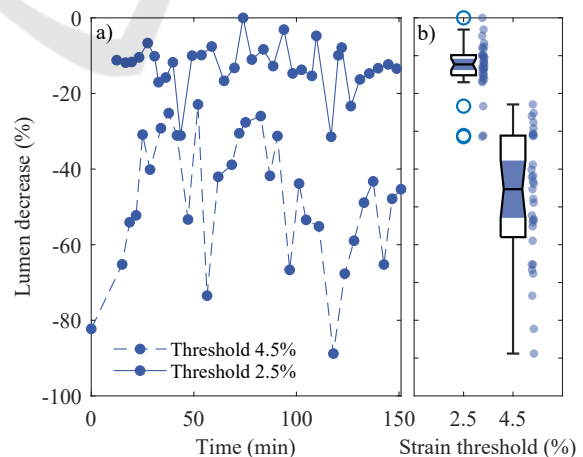 a)
b)
0
-20
-40
-60
-80
-100
Lumen decrease (%)
Threshold 4.5%
Threshold 2.5%
0
50
100
150
Time (min)
2.5
4.5
Strain threshold (%)